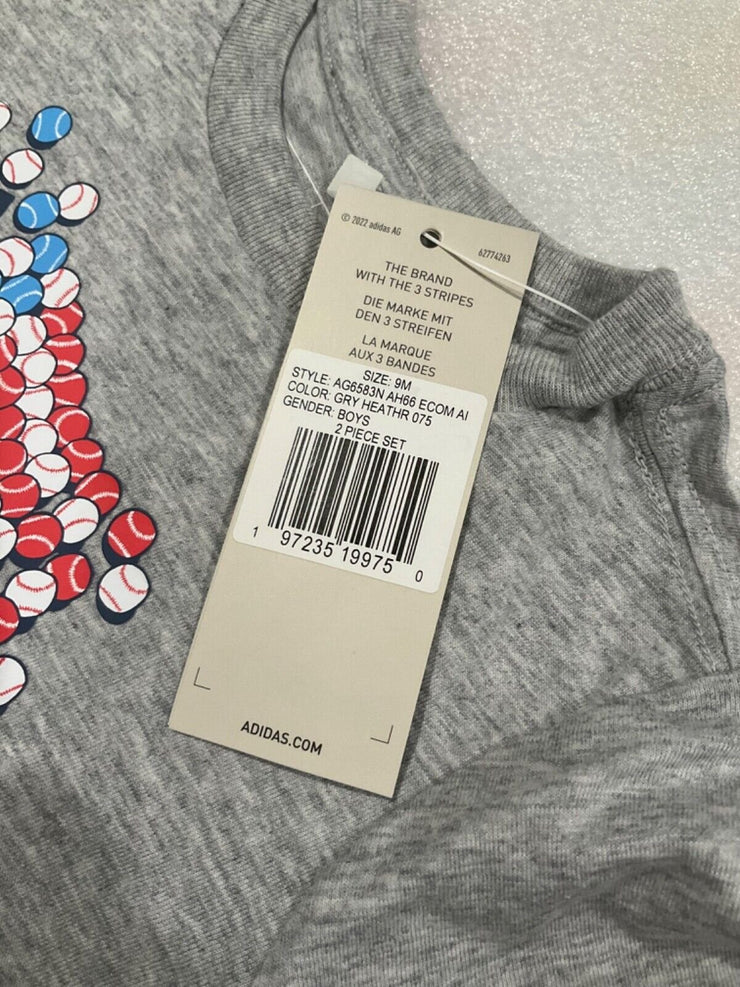 © 2022 adidas AG
62774263
THE BRAND
WITH THE 3 STRIPES
DIE MARKE MIT
DEN 3 STREIFEN
LA MARQUE
AUX 3 BANDES
SIZE: 9M
STYLE: AG6583N AH66 ECOM AI
COLOR: GRY HEATHR 075
GENDER: BOYS
2 PIECE SET
1 97235 19975 0
ADIDAS.COM